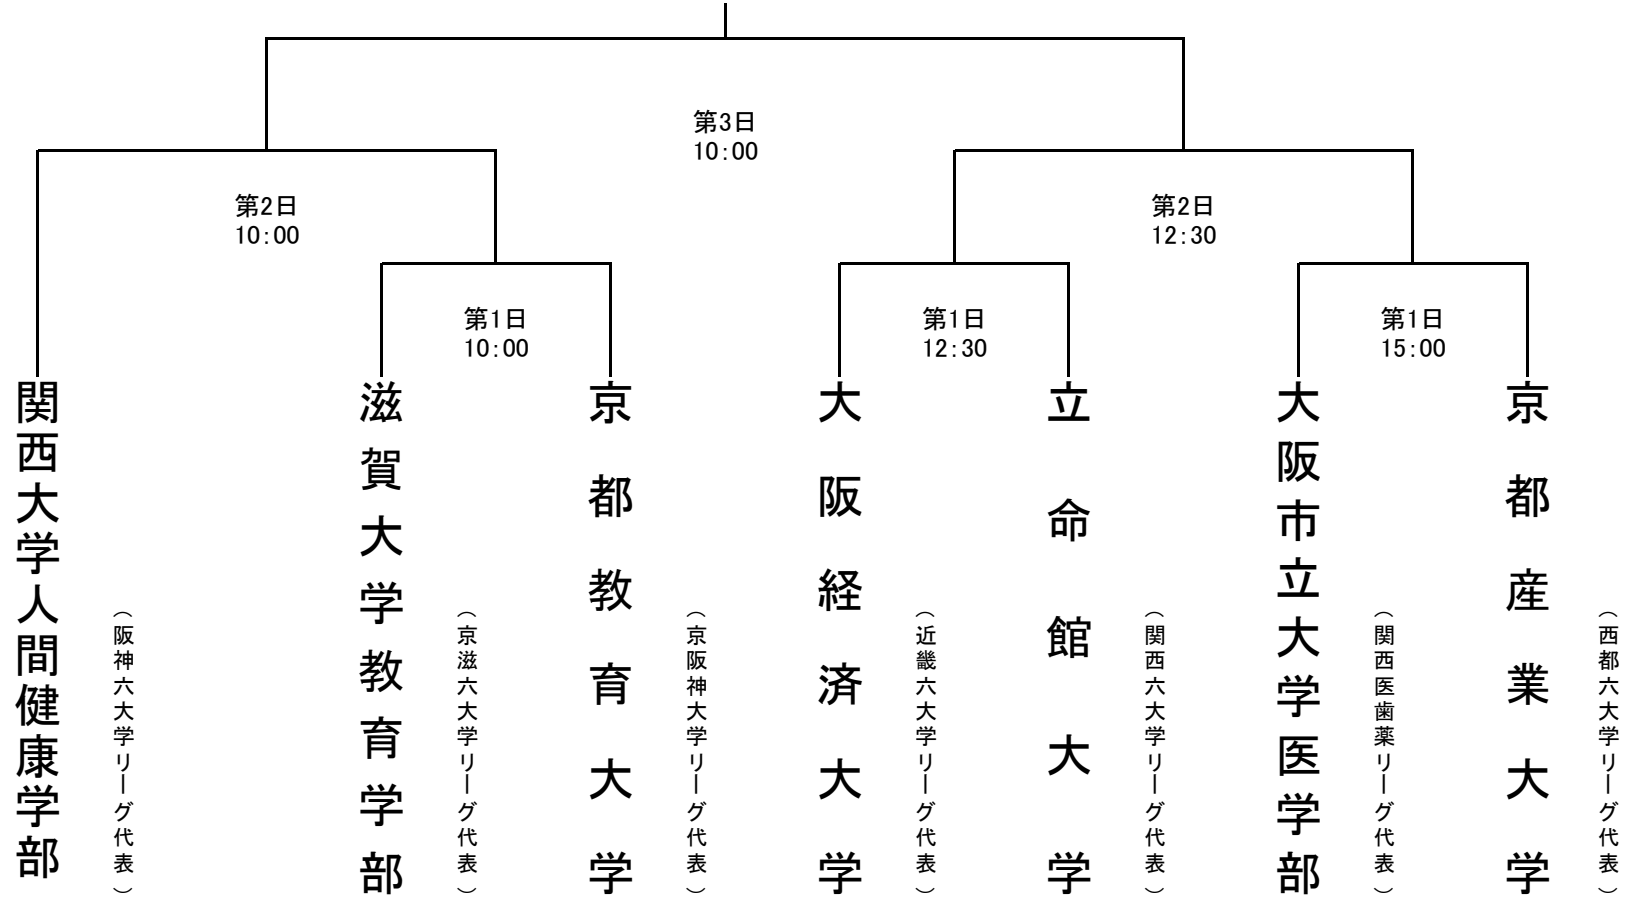 第3日
10:00
第2日
10:00
第2日
12:30
第1日
10:00
第1日
12:30
第1日
15:00
関西大学人間健康学部
（阪神六大学リーグ代表）
滋賀大学教育学部
（京滋六大学リーグ代表）
京都教育大学
（京阪神大学リーグ代表）
大阪経済大学
（近畿六大学リーグ代表）
立命館大学
（関西六大学リーグ代表）
大阪市立大学医学部
（関西医歯薬リーグ代表）
京都産業大学
（西都六大学リーグ代表）